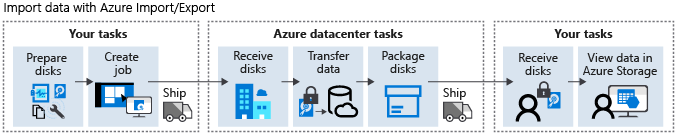 Import data with Azure Import/Export
Your tasks
Prepare
disks
Create
job
Ship
Azure datacenter tasks
Receive
disks
Transfer
data
Package
disks
Ship
Your tasks
Receive
disks
View data in
Azure Storage